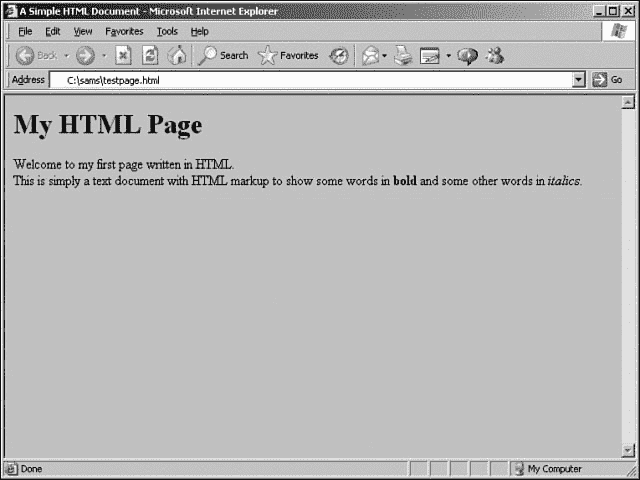 A Simple HTML Document - Microsoft Internet Explorer
File Edit View Favorites Tools Help
Back Search Favorites
Address C:\sams\testpage.html Go
My HTML Page
Welcome to my first page written in HTML.
This is simply a text document with HTML markup to show some words in bold and some other words in italics.
Done My Computer